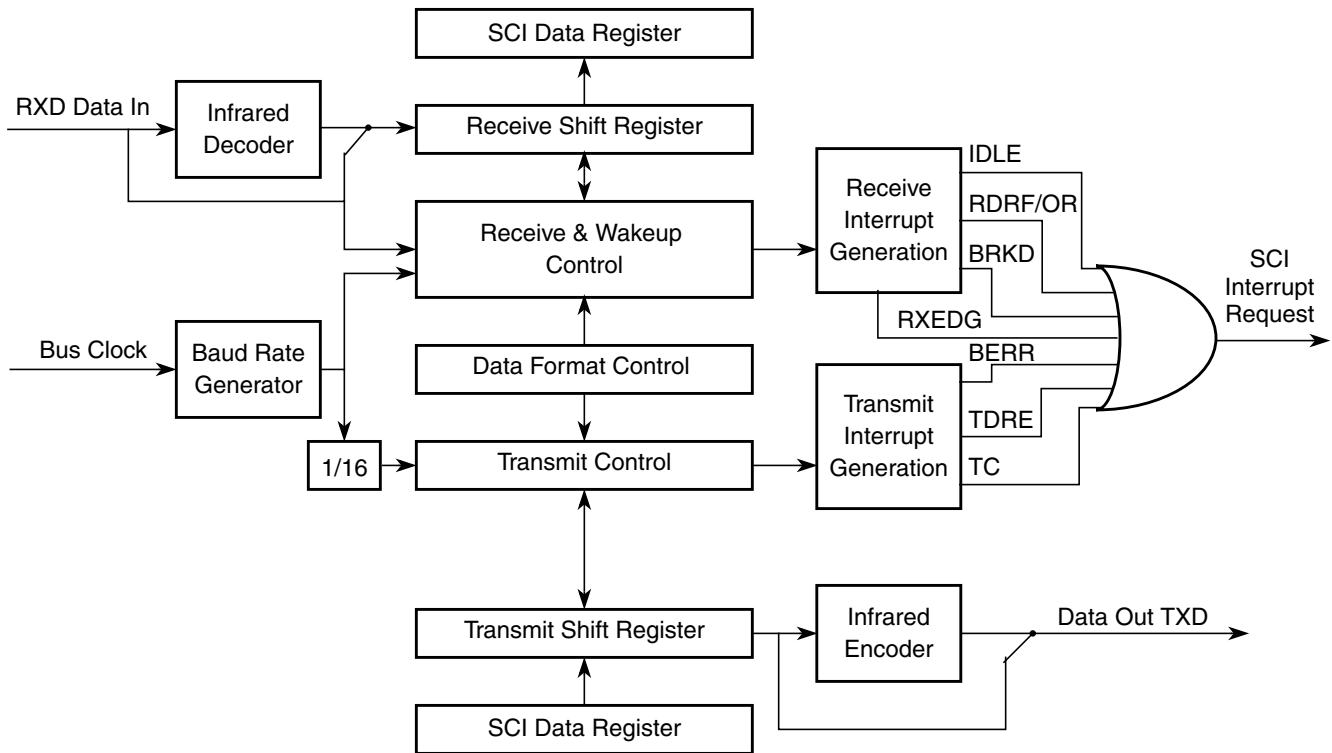 SCI Data Register
RXD Data In
Infrared
Decoder
Receive Shift Register
Receive & Wakeup
Control
Receive
Interrupt
Generation
IDLE
RDRF/OR
BRKD
RXEDG
SCI
Interrupt
Request
Bus Clock
Baud Rate
Generator
Data Format Control
BERR
1/16
Transmit Control
Transmit
Interrupt
Generation
TDRE
TC
Transmit Shift Register
Infrared
Encoder
Data Out TXD
SCI Data Register